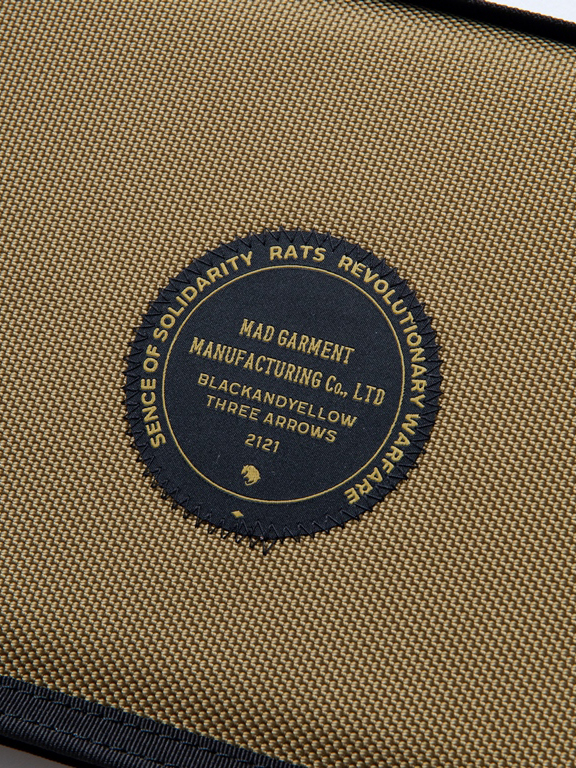 SENCE OF SOLIDARITY RATS REVOLUTIONARY WARFARE
MAD GARMENT
MANUFACTURING Co., LTD
BLACKANDYELLOW
THREE ARROWS
2121